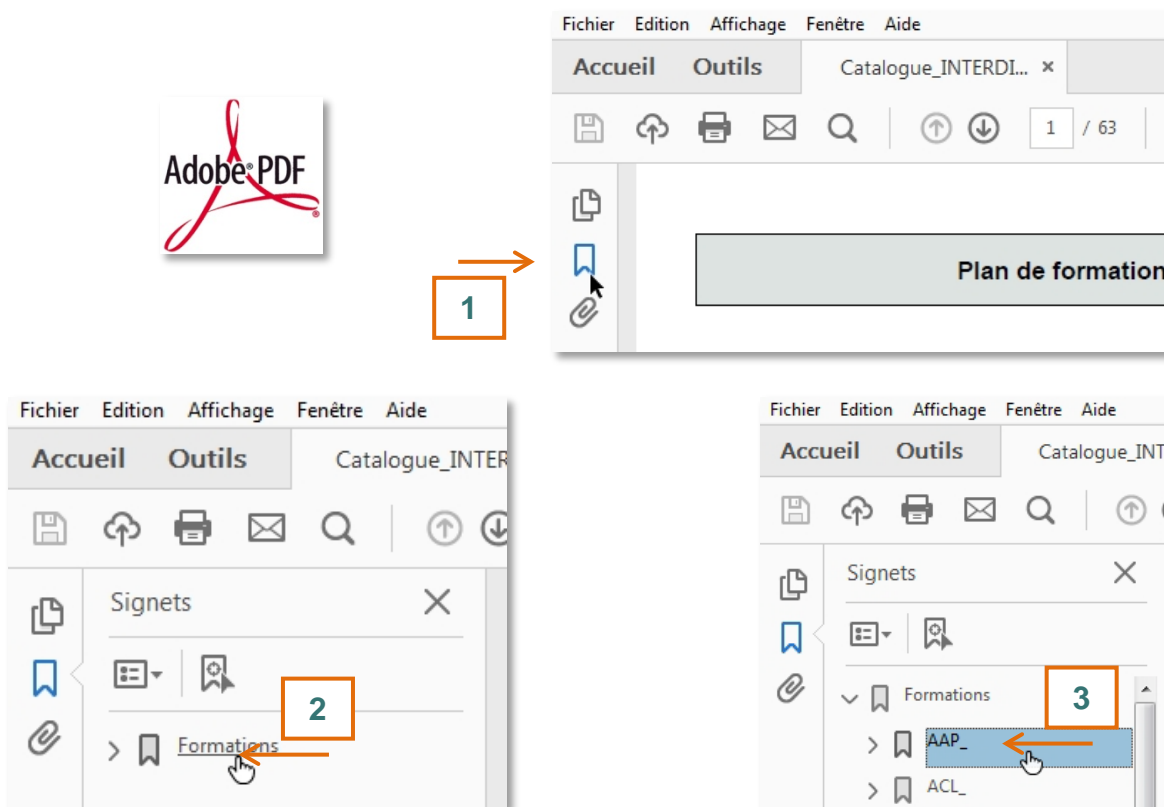 Fichier Edition Affichage Fenêtre Aide
Accueil Outils Catalogue_INTERDI... ×
1 / 63
Adobe® PDF
Plan de formation
1
Fichier Edition Affichage Fenêtre Aide
Accueil Outils Catalogue_INTER
Signets
2
Formations
Fichier Edition Affichage Fenêtre Aide
Accueil Outils Catalogue_INT
Signets
Formations
3
AAP_
ACL_